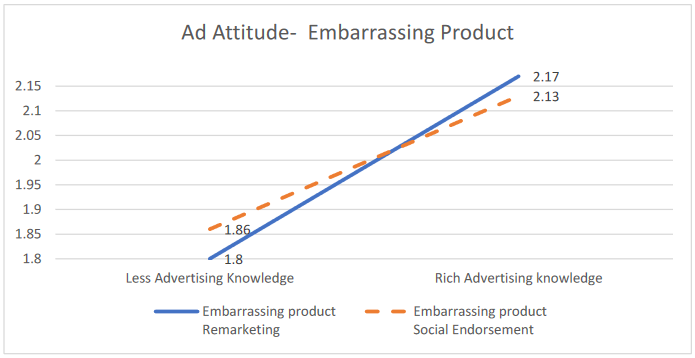 Ad Attitude-  Embarrassing Product
2.15
2.1
2.05
2
1.95
1.9
1.85
1.8
2.17
2.13
1.86
1.8
Less Advertising Knowledge
Rich Advertising knowledge
Embarrassing product
Remarketing
Embarrassing product
Social Endorsement